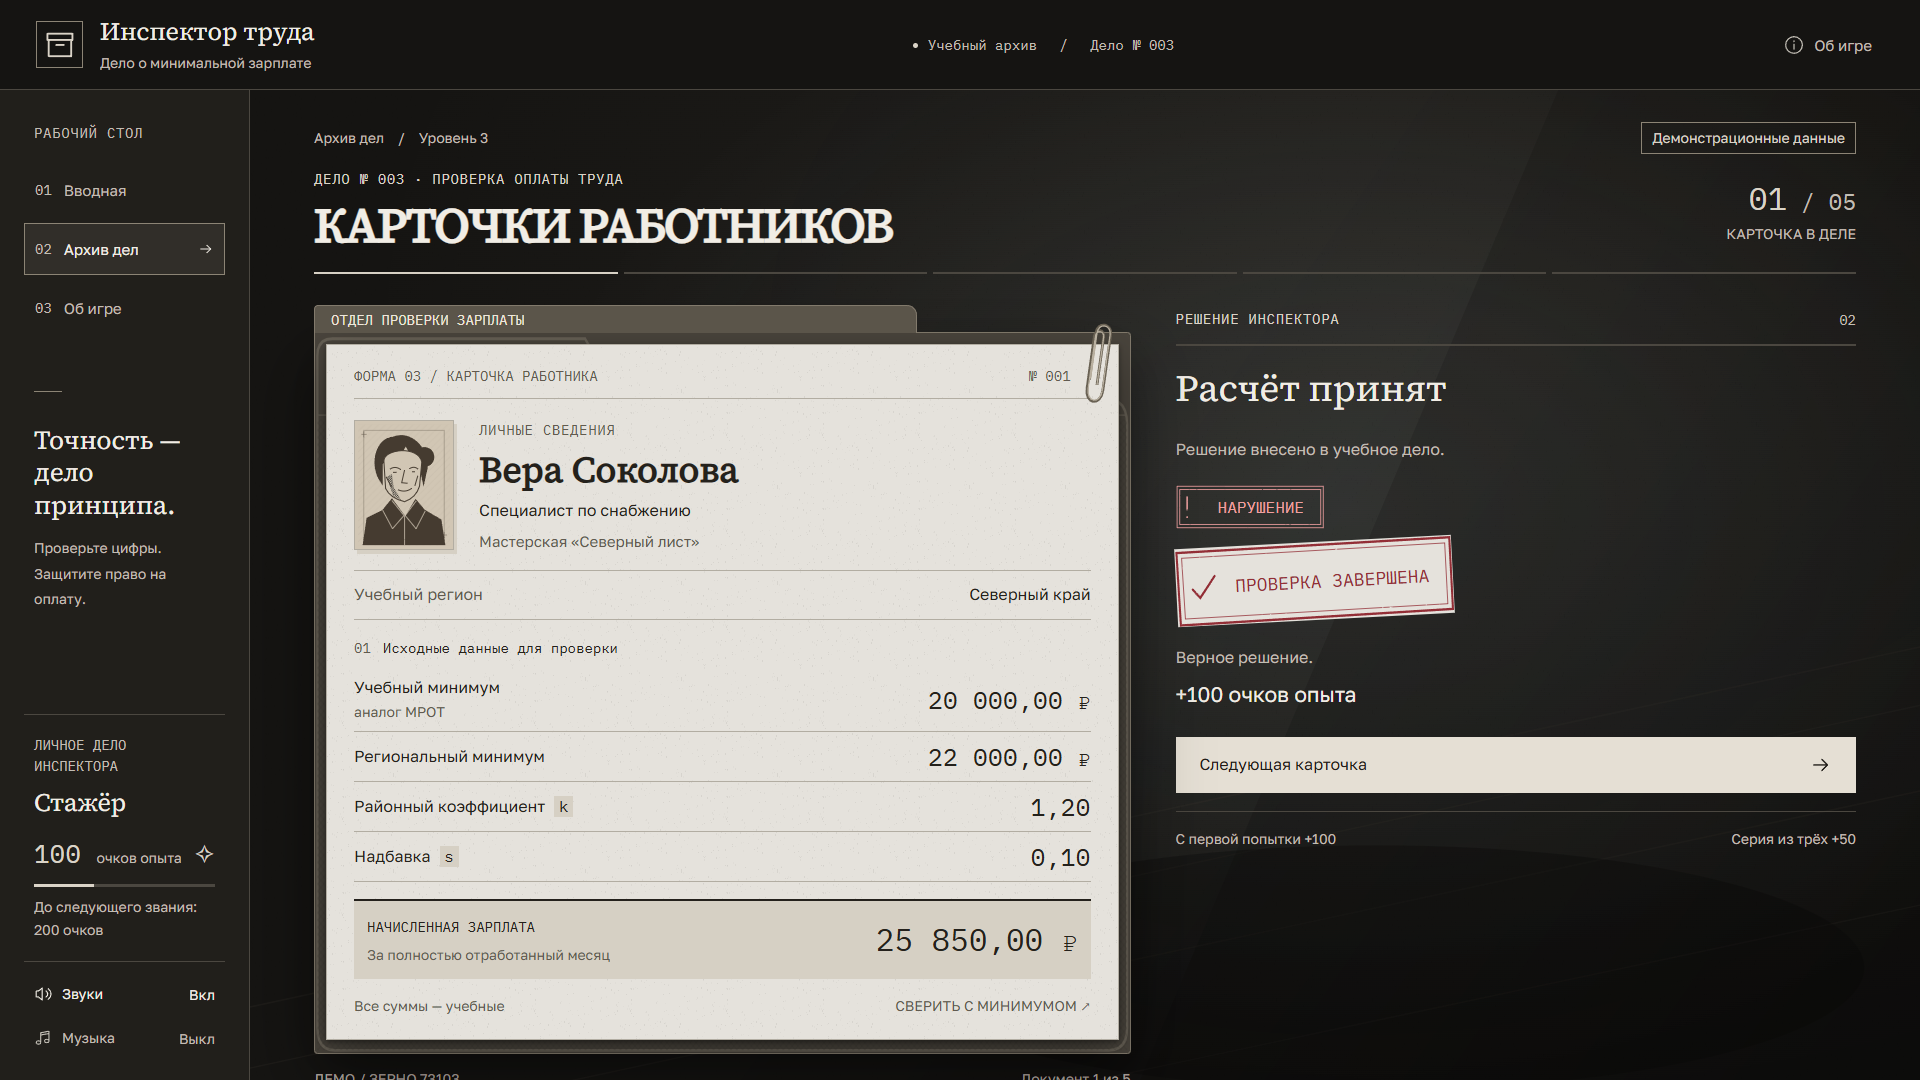 Инспектор труда
Дело о минимальной зарплате
Учебный архив / Дело № 003
Об игре
РАБОЧИЙ СТОЛ
01 Вводная
02 Архив дел →
03 Об игре
Точность —
дело
принципа.
Проверьте цифры.
Защитите право на
оплату.
ЛИЧНОЕ ДЕЛО
ИНСПЕКТОРА
Стажёр
100 очков опыта
До следующего звания:
200 очков
Звуки Вкл
Музыка Выкл
Архив дел / Уровень 3
Демонстрационные данные
ДЕЛО № 003 · ПРОВЕРКА ОПЛАТЫ ТРУДА
КАРТОЧКИ РАБОТНИКОВ
01 / 05
КАРТОЧКА В ДЕЛЕ
ОТДЕЛ ПРОВЕРКИ ЗАРПЛАТЫ
ФОРМА 03 / КАРТОЧКА РАБОТНИКА № 001
ЛИЧНЫЕ СВЕДЕНИЯ
Вера Соколова
Специалист по снабжению
Мастерская «Северный лист»
Учебный регион Северный край
01 Исходные данные для проверки
Учебный минимум
аналог МРОТ
20 000,00 ₽
Региональный минимум 22 000,00 ₽
Районный коэффициент k 1,20
Надбавка s 0,10
НАЧИСЛЕННАЯ ЗАРПЛАТА
За полностью отработанный месяц
25 850,00 ₽
Все суммы — учебные СВЕРИТЬ С МИНИМУМОМ ↗
ДЕМО / ЗЕРНО 73103 Документ 1 из 5
РЕШЕНИЕ ИНСПЕКТОРА 02
Расчёт принят
Решение внесено в учебное дело.
! НАРУШЕНИЕ
ПРОВЕРКА ЗАВЕРШЕНА
Верное решение.
+100 очков опыта
Следующая карточка →
С первой попытки +100 Серия из трёх +50